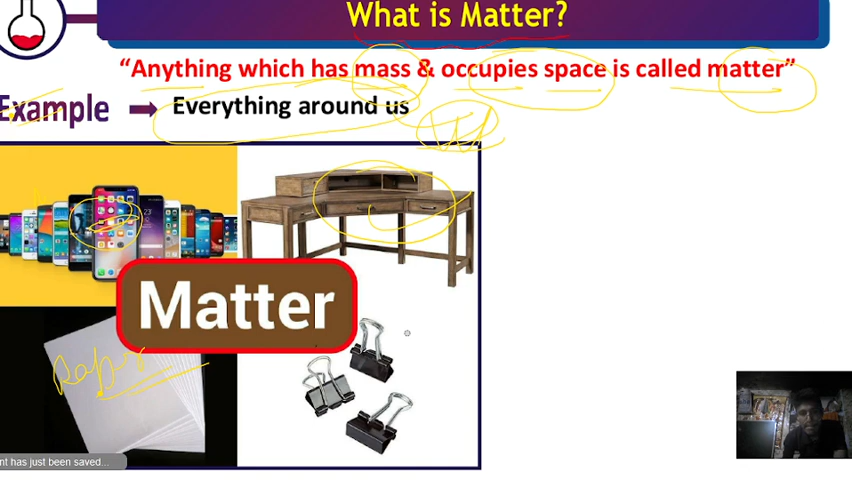 What is Matter?
“Anything which has mass & occupies space is called matter”
Example
Everything around us
Matter
Paper
nt has just been saved...